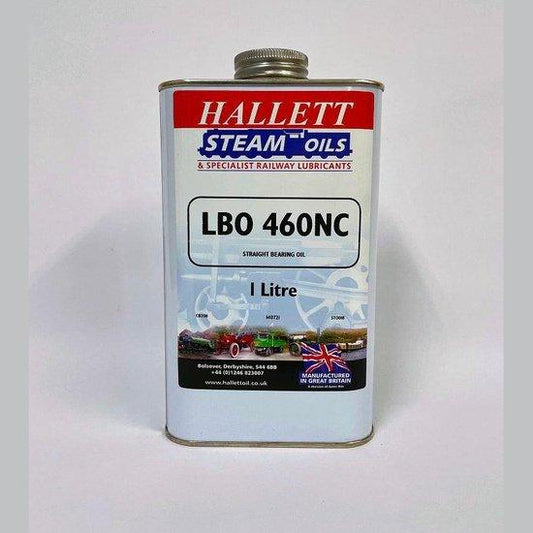 HALLETT
STEAM OILS
& SPECIALIST RAILWAY LUBRICANTS
LBO 460NC
STRAIGHT BEARING OIL
1 Litre
Bolsover, Derbyshire, S44 6BB
+44 (0)1246 823007
www.hallettoil.co.uk
MANUFACTURED
IN GREAT BRITAIN